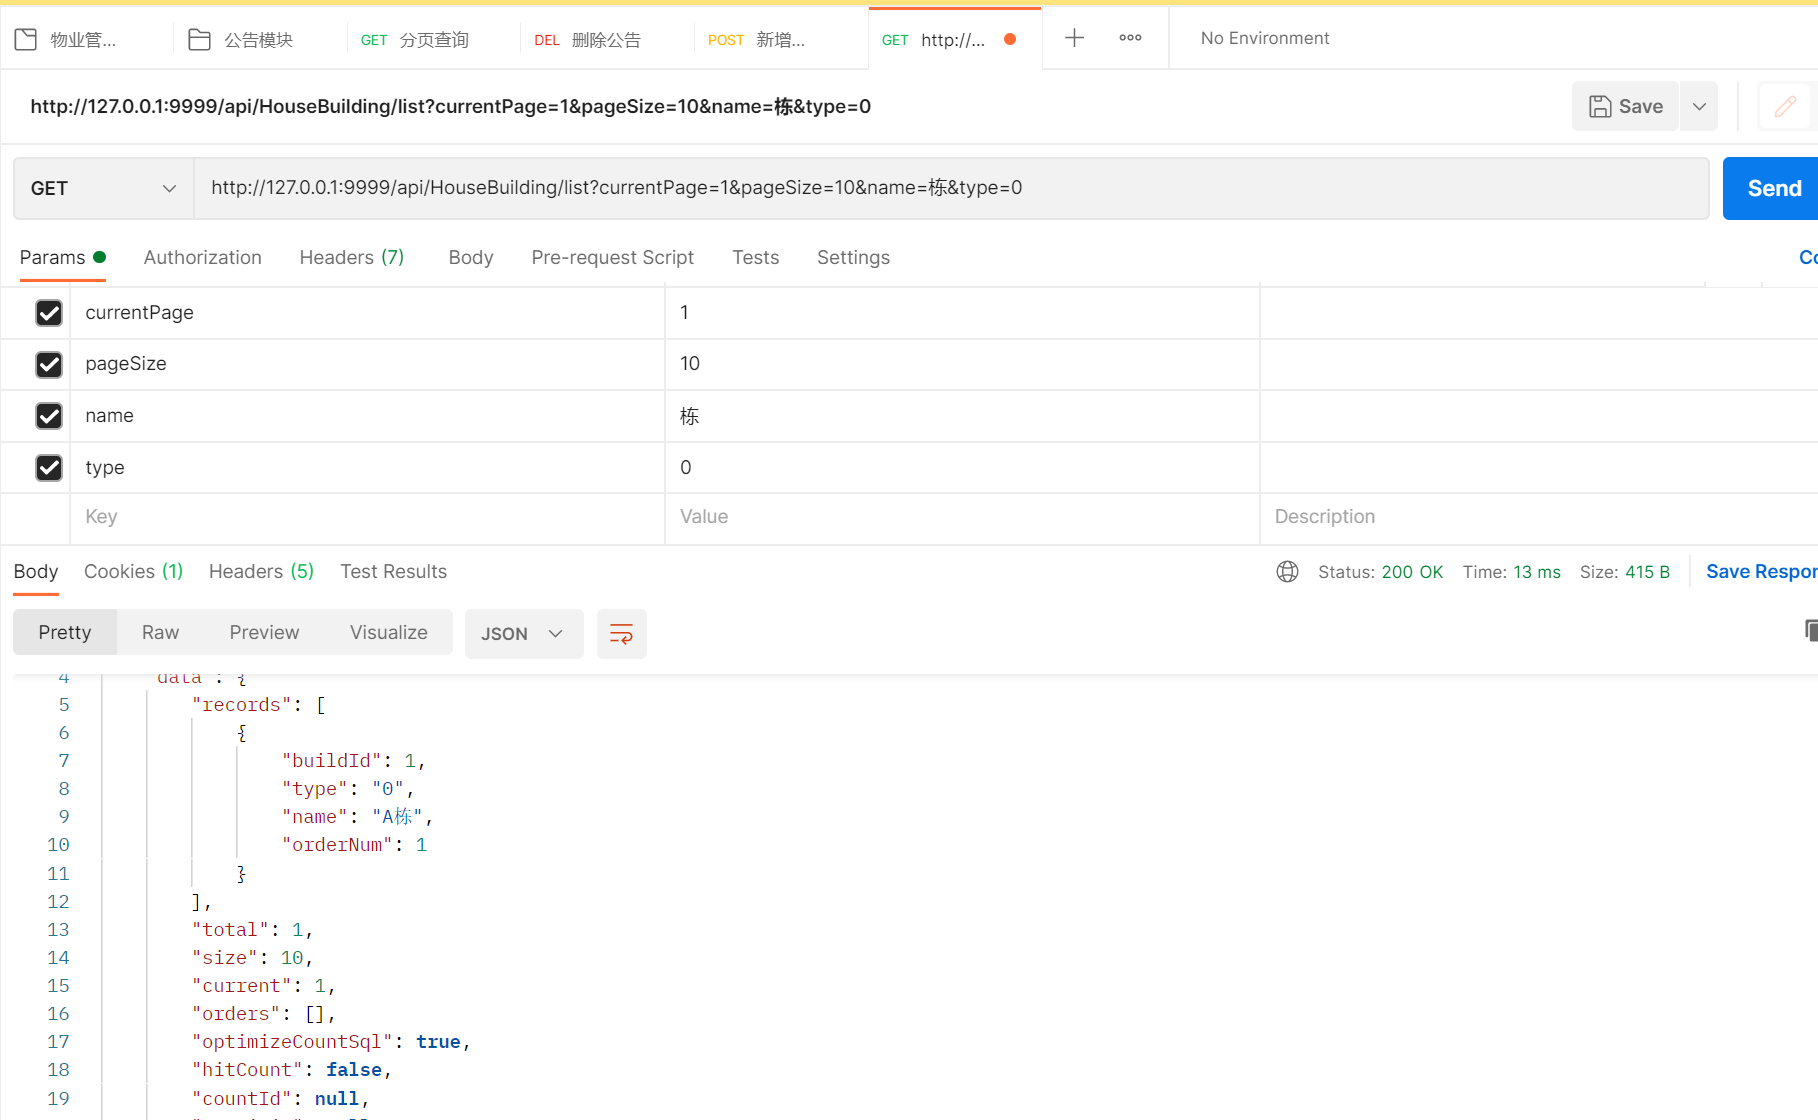 物业管... 公告模块 GET 分页查询 DEL 删除公告 POST 新增... GET http://... No Environment
http://127.0.0.1:9999/api/HouseBuilding/list?currentPage=1&pageSize=10&name=栋&type=0 Save
GET http://127.0.0.1:9999/api/HouseBuilding/list?currentPage=1&pageSize=10&name=栋&type=0 Send
Params Authorization Headers (7) Body Pre-request Script Tests Settings Co
currentPage 1
pageSize 10
name 栋
type 0
Key Value Description
Body Cookies (1) Headers (5) Test Results Status: 200 OK Time: 13 ms Size: 415 B Save Respon
Pretty Raw Preview Visualize JSON
4 "data": {
5 "records": [
6 {
7 "buildId": 1,
8 "type": "0",
9 "name": "A栋",
10 "orderNum": 1
11 }
12 ],
13 "total": 1,
14 "size": 10,
15 "current": 1,
16 "orders": [],
17 "optimizeCountSql": true,
18 "hitCount": false,
19 "countId": null,